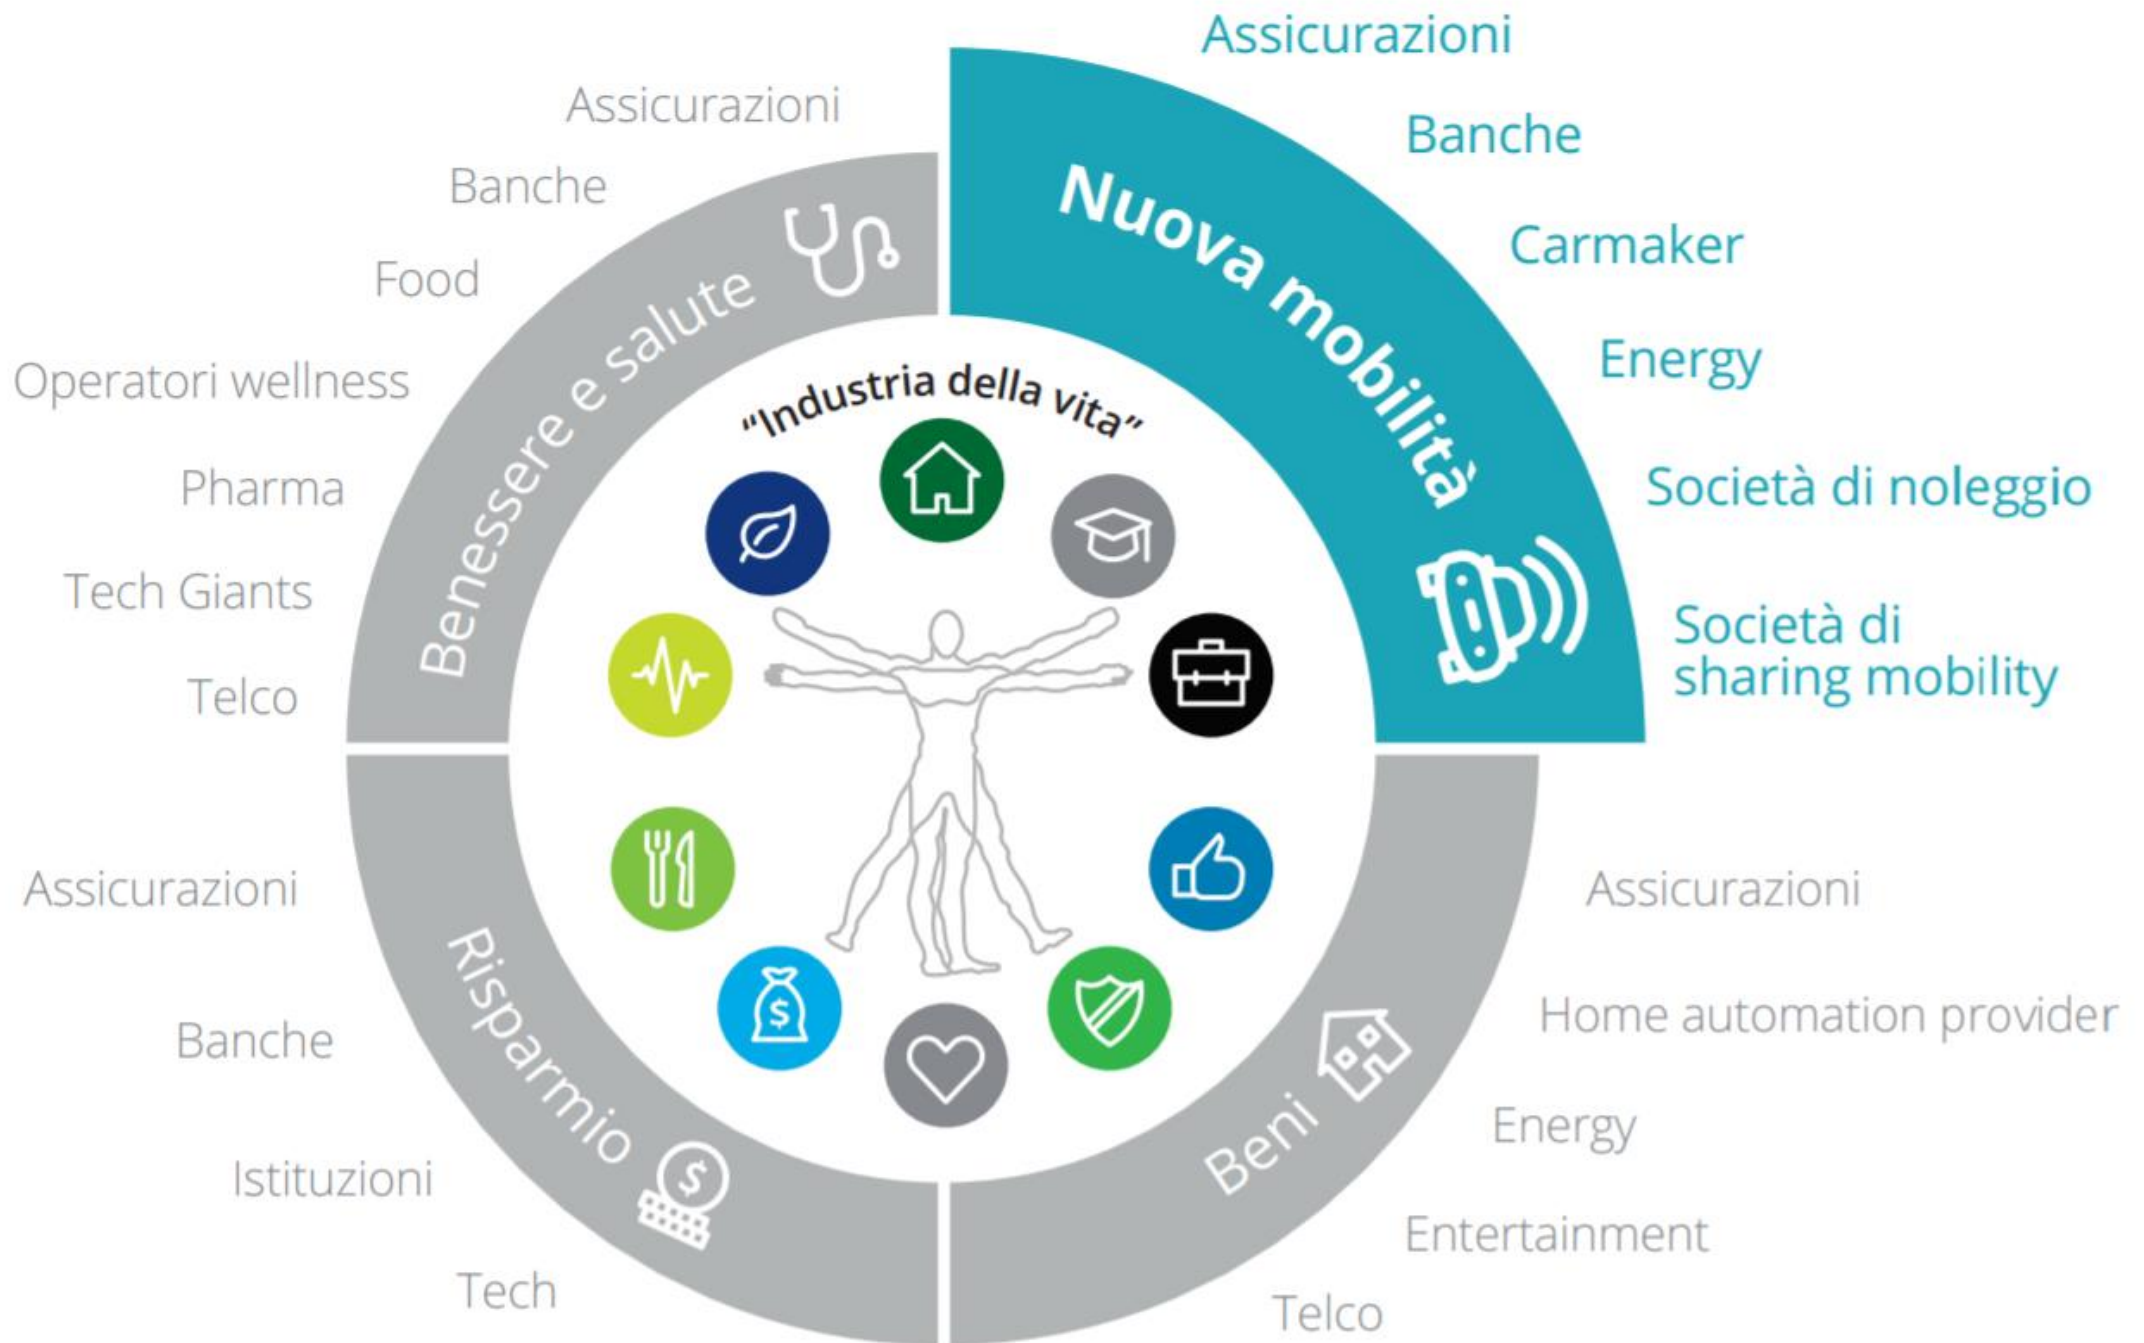 Assicurazioni
Banche
Carmaker
Energy
Società di noleggio
Società di
sharing mobility
Nuova mobilità
Assicurazioni
Banche
Food
Operatori wellness
Pharma
Tech Giants
Telco
Benessere e salute
“Industria della vita”
Assicurazioni
Banche
Istituzioni
Tech
Risparmio
$
$
Assicurazioni
Home automation provider
Energy
Entertainment
Telco
Beni